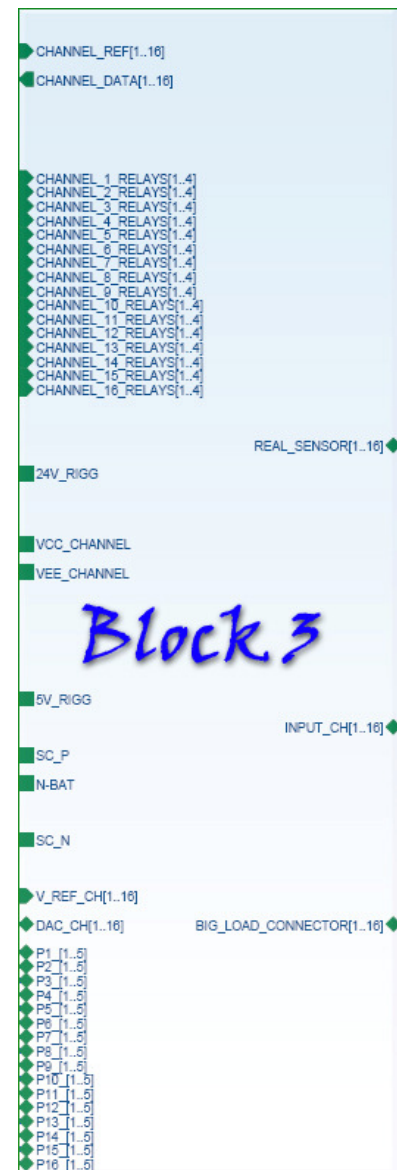 CHANNEL_REF[1..16]
CHANNEL_DATA[1..16]
CHANNEL_1_RELAYS[1..4]
CHANNEL_2_RELAYS[1..4]
CHANNEL_3_RELAYS[1..4]
CHANNEL_4_RELAYS[1..4]
CHANNEL_5_RELAYS[1..4]
CHANNEL_6_RELAYS[1..4]
CHANNEL_7_RELAYS[1..4]
CHANNEL_8_RELAYS[1..4]
CHANNEL_9_RELAYS[1..4]
CHANNEL_10_RELAYS[1..4]
CHANNEL_11_RELAYS[1..4]
CHANNEL_12_RELAYS[1..4]
CHANNEL_13_RELAYS[1..4]
CHANNEL_14_RELAYS[1..4]
CHANNEL_15_RELAYS[1..4]
CHANNEL_16_RELAYS[1..4]
REAL_SENSOR[1..16]
24V_RIGG
VCC_CHANNEL
VEE_CHANNEL
Block 3
5V_RIGG
INPUT_CH[1..16]
SC_P
N-BAT
SC_N
V_REF_CH[1..16]
DAC_CH[1..16] BIG_LOAD_CONNECTOR[1..16]
P1_[1..5]
P2_[1..5]
P3_[1..5]
P4_[1..5]
P5_[1..5]
P6_[1..5]
P7_[1..5]
P8_[1..5]
P9_[1..5]
P10_[1..5]
P11_[1..5]
P12_[1..5]
P13_[1..5]
P14_[1..5]
P15_[1..5]
P16_[1..5]